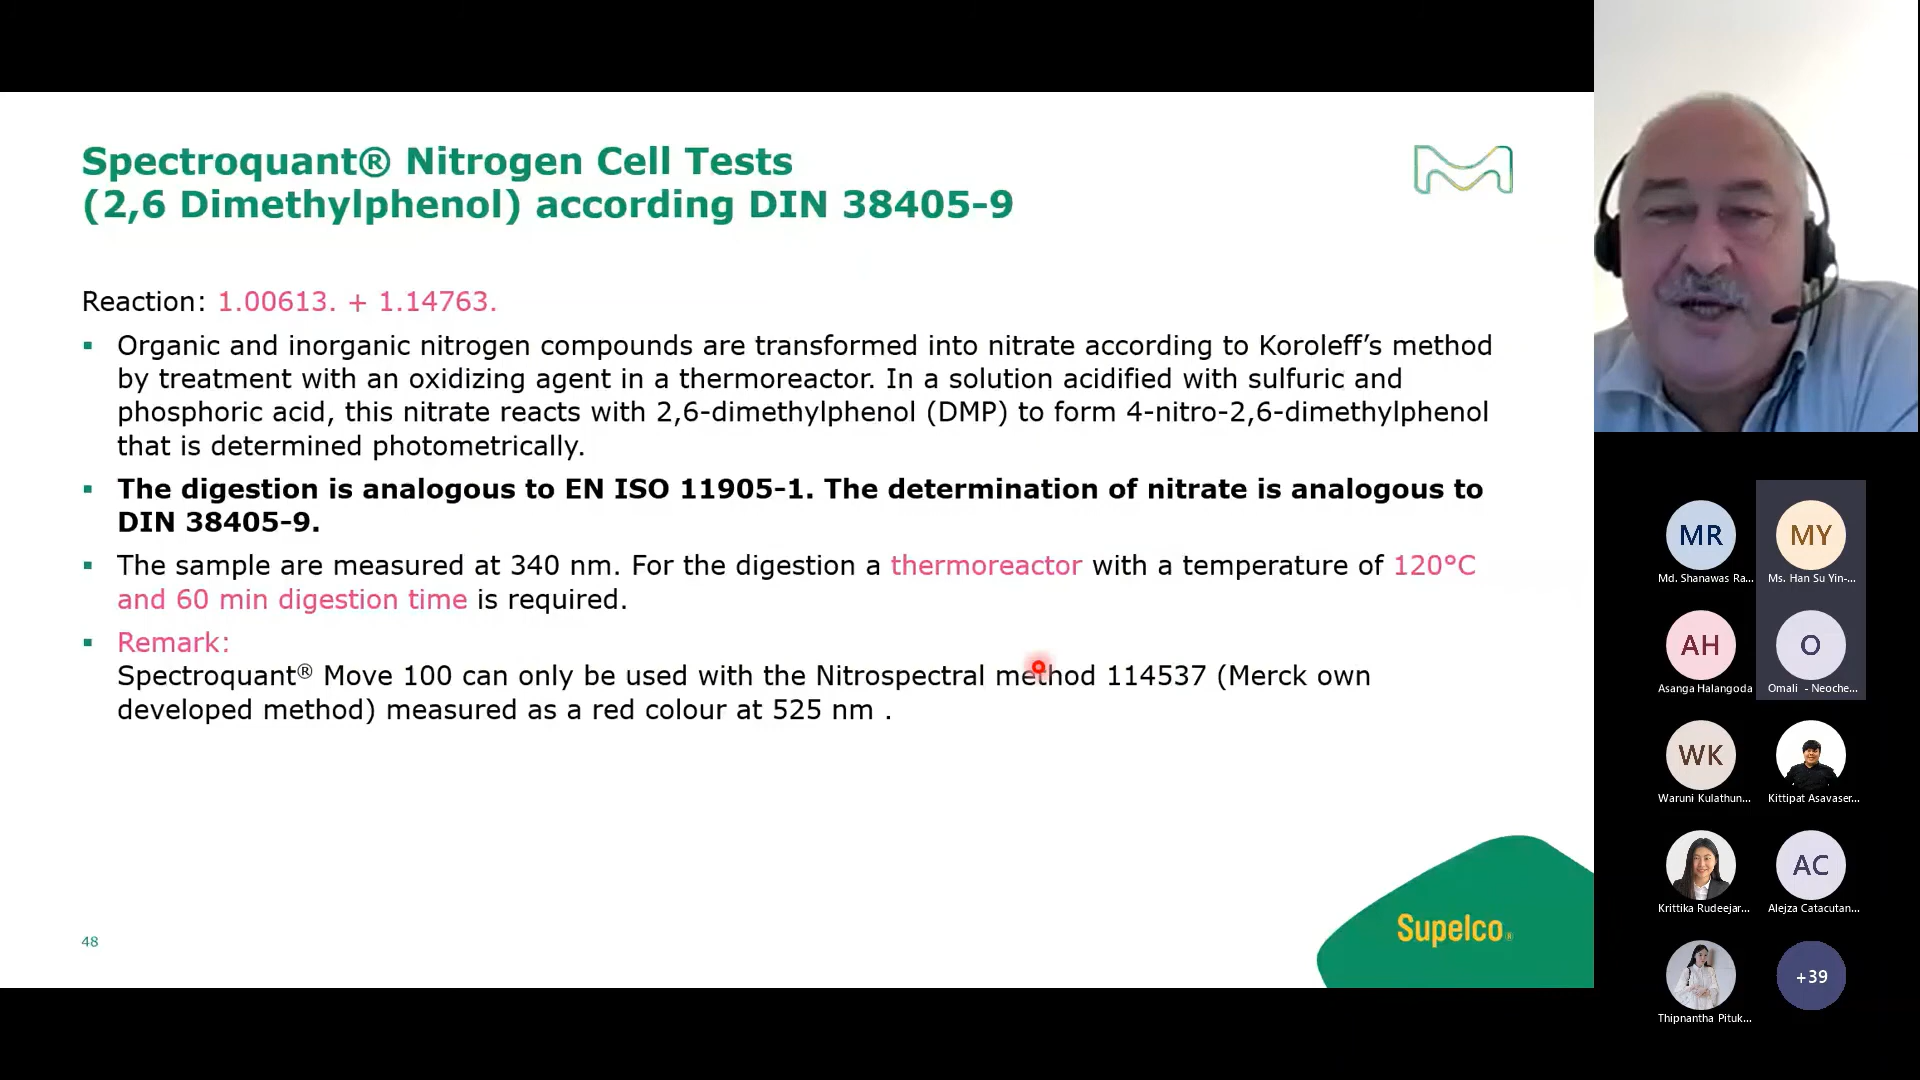 Spectroquant® Nitrogen Cell Tests
(2,6 Dimethylphenol) according DIN 38405-9
Reaction: 1.00613. + 1.14763.
▪ Organic and inorganic nitrogen compounds are transformed into nitrate according to Koroleff’s method
by treatment with an oxidizing agent in a thermoreactor. In a solution acidified with sulfuric and
phosphoric acid, this nitrate reacts with 2,6-dimethylphenol (DMP) to form 4-nitro-2,6-dimethylphenol
that is determined photometrically.
▪ The digestion is analogous to EN ISO 11905-1. The determination of nitrate is analogous to
DIN 38405-9.
▪ The sample are measured at 340 nm. For the digestion a thermoreactor with a temperature of 120°C
and 60 min digestion time is required.
▪ Remark:
Spectroquant® Move 100 can only be used with the Nitrospectral method 114537 (Merck own
developed method) measured as a red colour at 525 nm .
48
Supelco®
MR
MY
Md. Shanawas Ra...
Ms. Han Su Yin-...
AH
O
Asanga Halangoda
Omali - Neoche...
WK
Waruni Kulathun...
Kittipat Asavaser...
AC
Krittika Rudeejar...
Alejza Catacutan...
+39
Thipnantha Pituk...